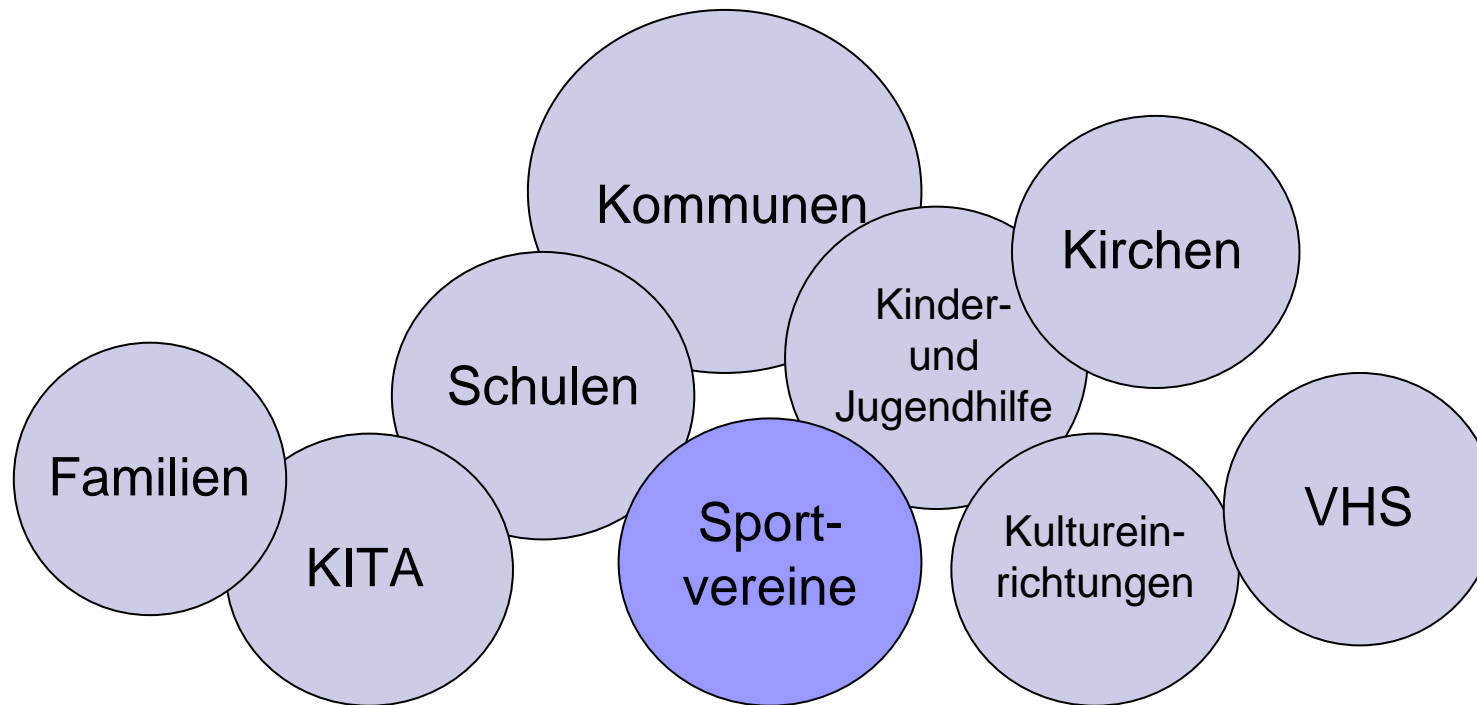 Kommunen
Kirchen
Kinder-
und
Jugendhilfe
Schulen
Familien
KITA
Sport-
vereine
Kulturein-
richtungen
VHS